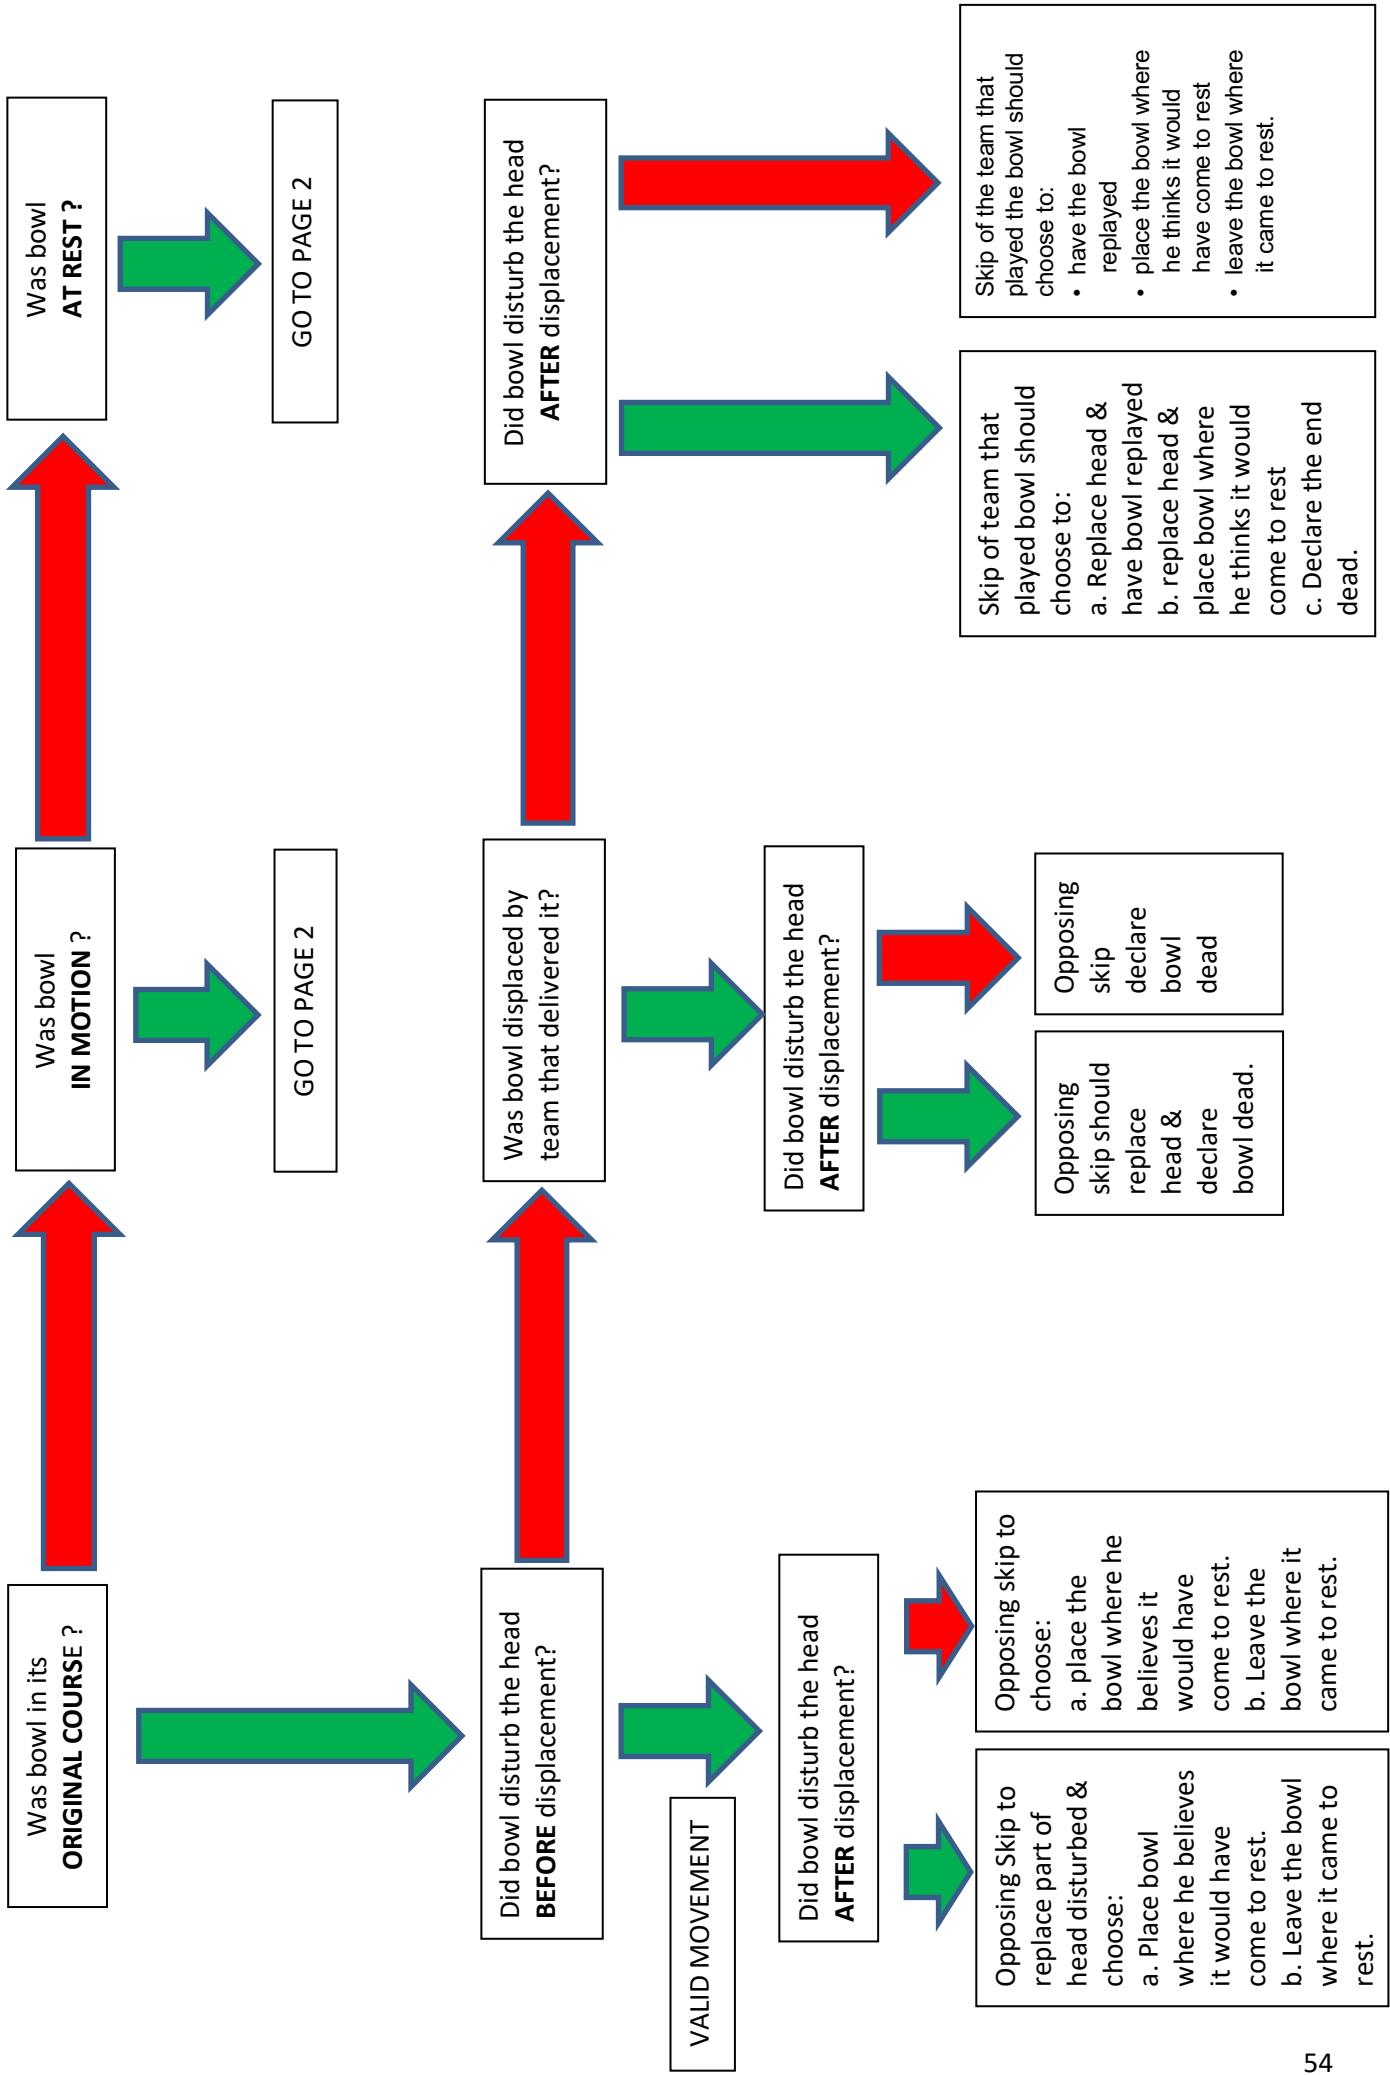 Was bowl in its
ORIGINAL COURSE ?
Was bowl
IN MOTION ?
Was bowl
AT REST ?
GO TO PAGE 2
GO TO PAGE 2
Did bowl disturb the head
BEFORE displacement?
Was bowl displaced by
team that delivered it?
Did bowl disturb the head
AFTER displacement?
VALID MOVEMENT
Did bowl disturb the head
AFTER displacement?
Did bowl disturb the head
AFTER displacement?
Opposing Skip to
replace part of
head disturbed &
choose:
a. Place bowl
where he believes
it would have
come to rest.
b. Leave the bowl
where it came to
rest.
Opposing skip to
choose:
a. place the
bowl where he
believes it
would have
come to rest.
b. Leave the
bowl where it
came to rest.
Opposing
skip should
replace
head &
declare
bowl dead.
Opposing
skip
declare
bowl
dead
Skip of team that
played bowl should
choose to:
a. Replace head &
have bowl replayed
b. replace head &
place bowl where
he thinks it would
come to rest
c. Declare the end
dead.
Skip of the team that
played the bowl should
choose to:
• have the bowl
replayed
• place the bowl where
he thinks it would
have come to rest
• leave the bowl where
it came to rest.
54